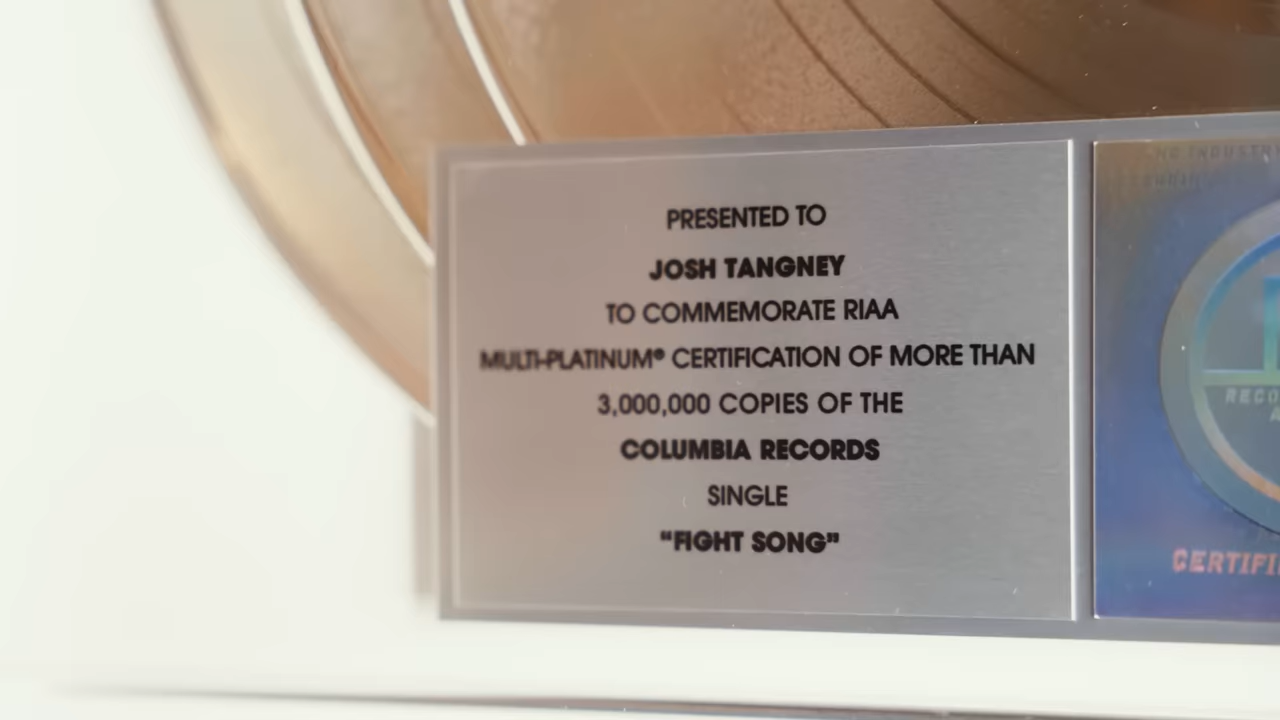 PRESENTED TO
JOSH TANGNEY
TO COMMEMORATE RIAA
MULTI-PLATINUM® CERTIFICATION OF MORE THAN
3,000,000 COPIES OF THE
COLUMBIA RECORDS
SINGLE
“FIGHT SONG”